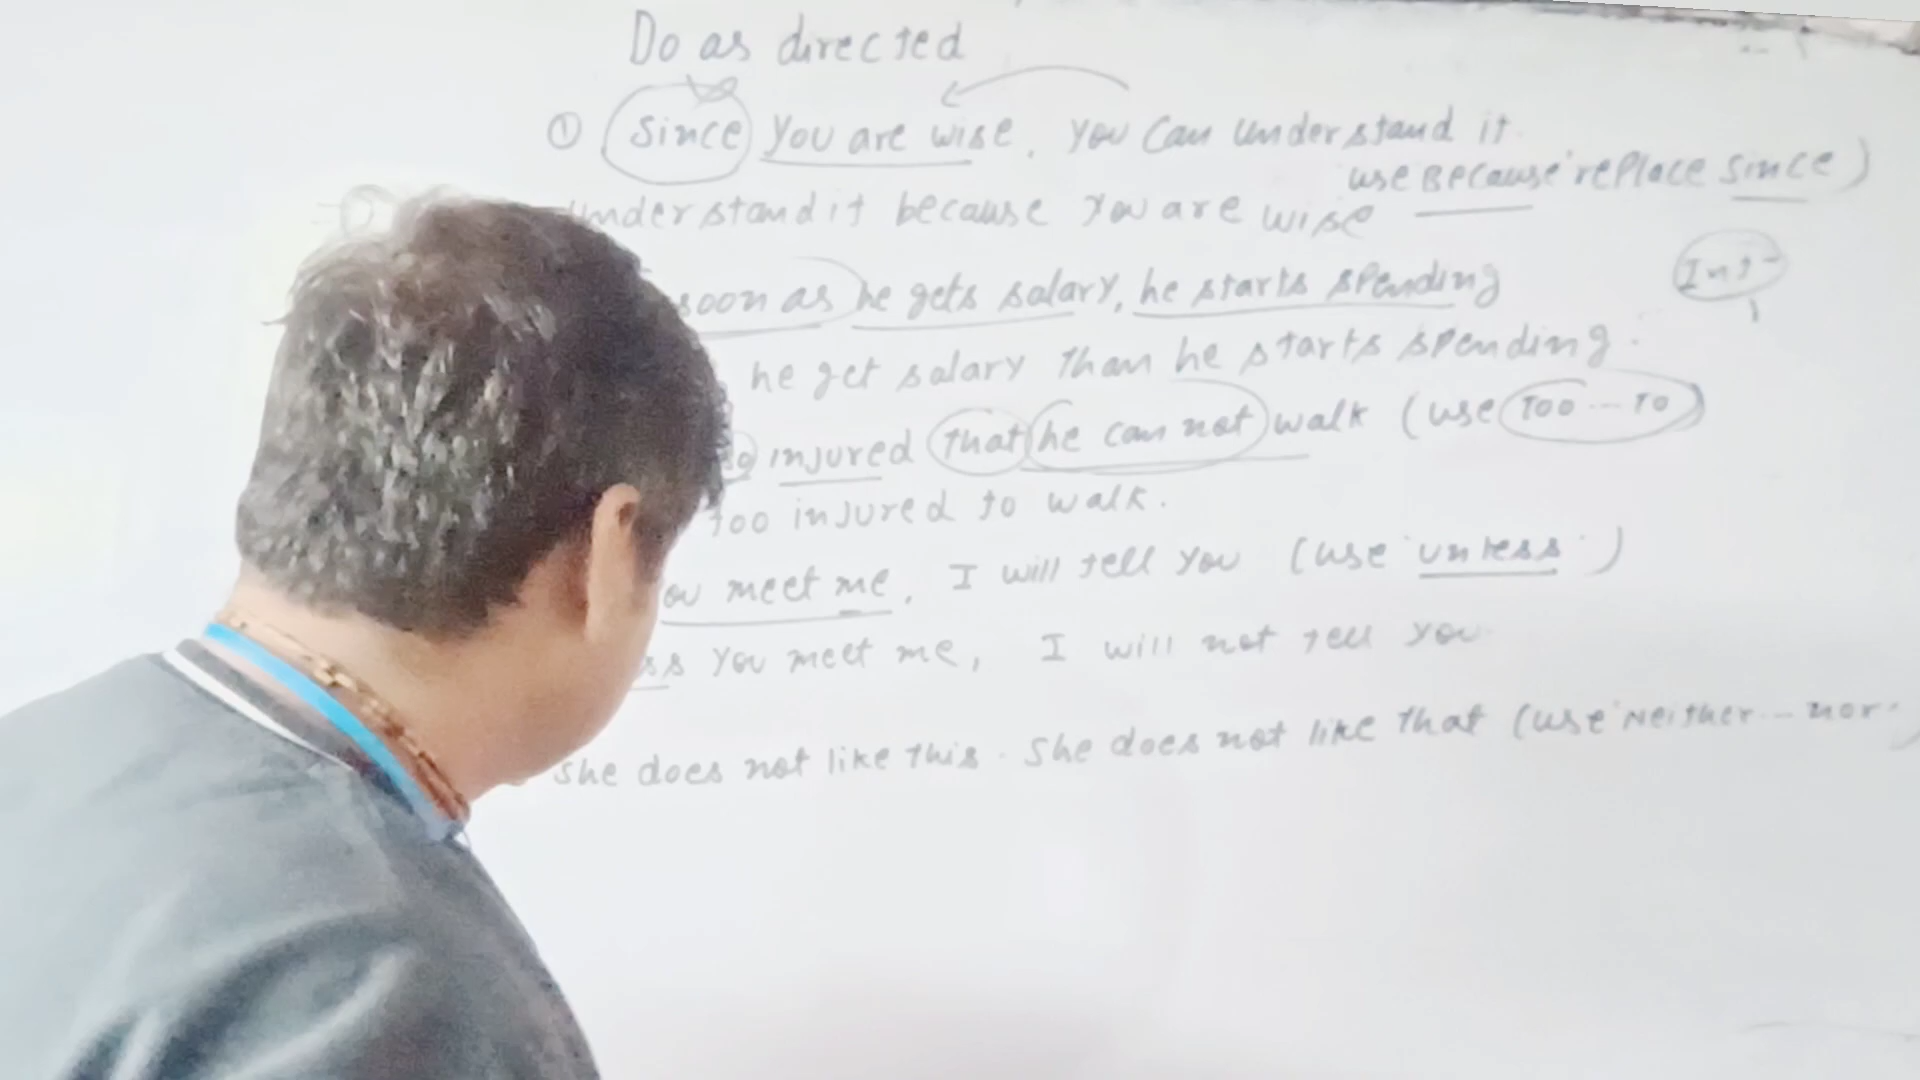 Do as directed
① Since you are wise, you can understand it
use Because replace since)
understand it because you are wise
soon as he gets salary, he starts spending
he get salary than he starts spending.
so injured that he can not walk (use Too --- To)
too injured to walk.
you meet me, I will tell you (use 'unless')
ss you meet me, I will not tell you
She does not like this. She does not like that (use 'Neither --- nor'